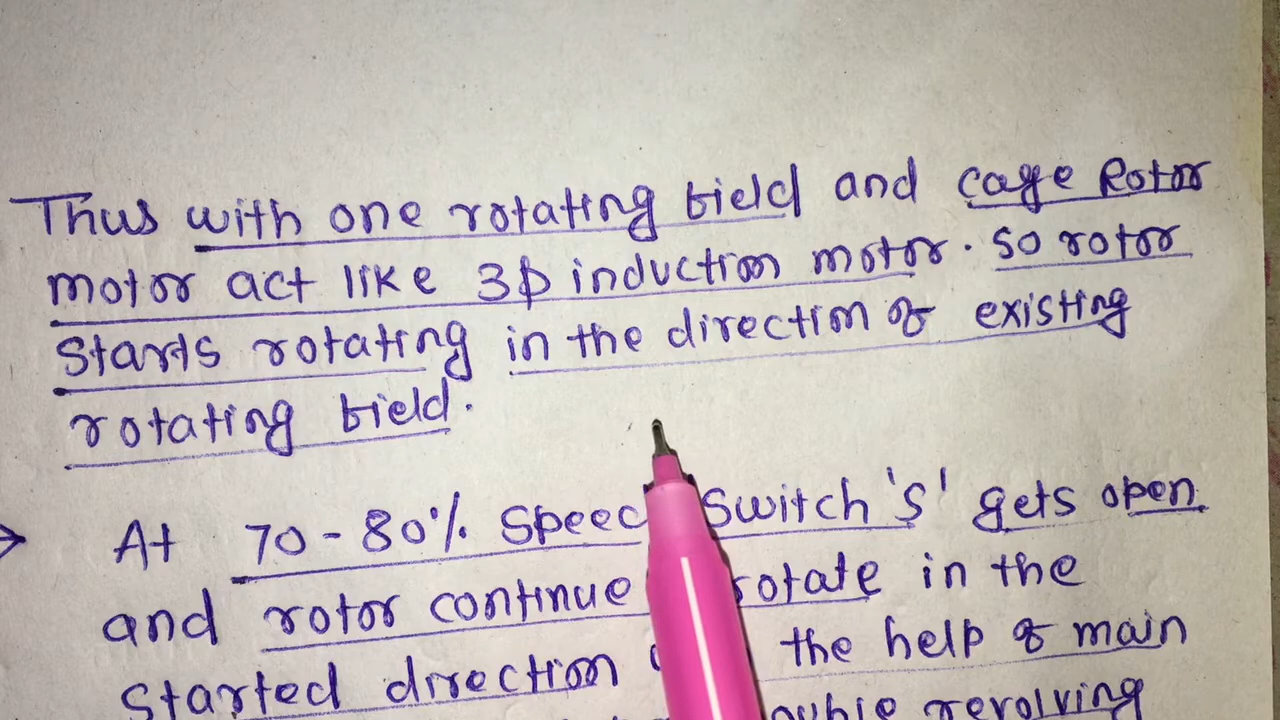 Thus with one rotating field and cage Rotor
motor act like 3φ induction motor. So rotor
Starts rotating in the direction of existing
rotating field.
→ At 70-80% Speed Switch 'S' gets open
and rotor continue rotate in the
Started direction the help of main
revolving